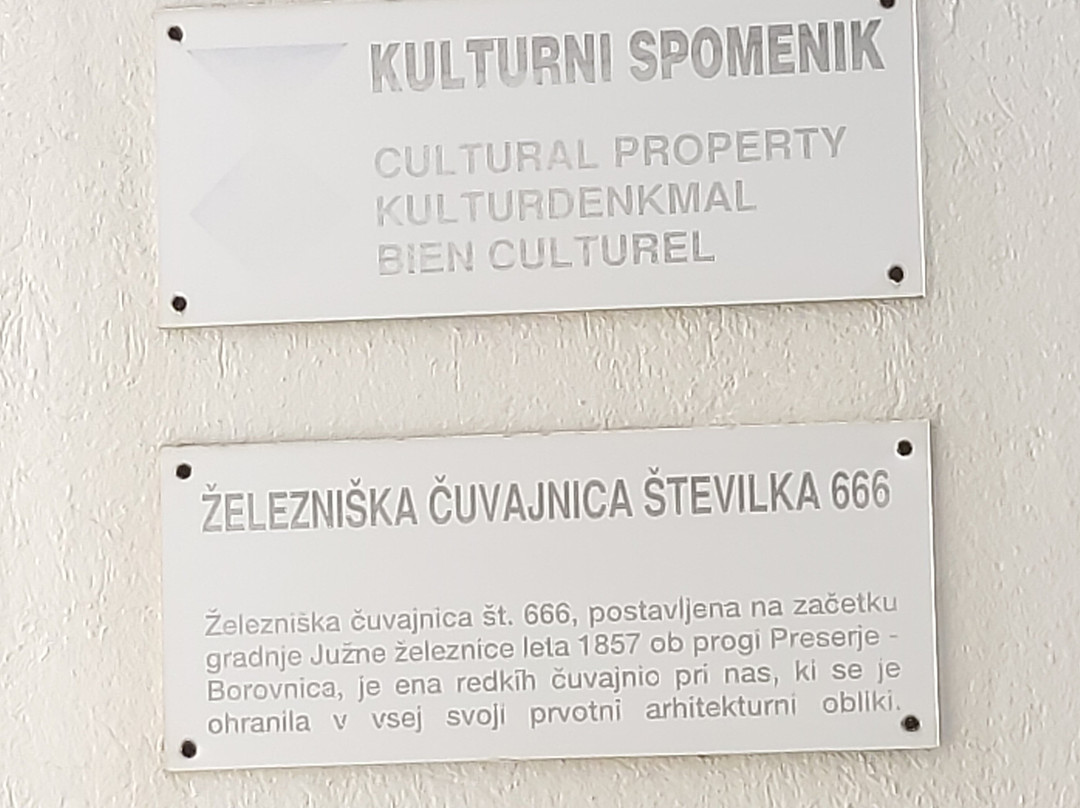 KULTURNI SPOMENIK
CULTURAL PROPERTY
KULTURDENKMAL
BIEN CULTUREL
ŽELEZNIŠKA ČUVAJNICA ŠTEVILKA 666
Železniška čuvajnica št. 666, postavljena na začetku
gradnje Južne železnice leta 1857 ob progi Preserje -
Borovnica, je ena redkih čuvajnio pri nas, ki se je
ohranila v vsej svoji prvotni arhitekturni obliki.